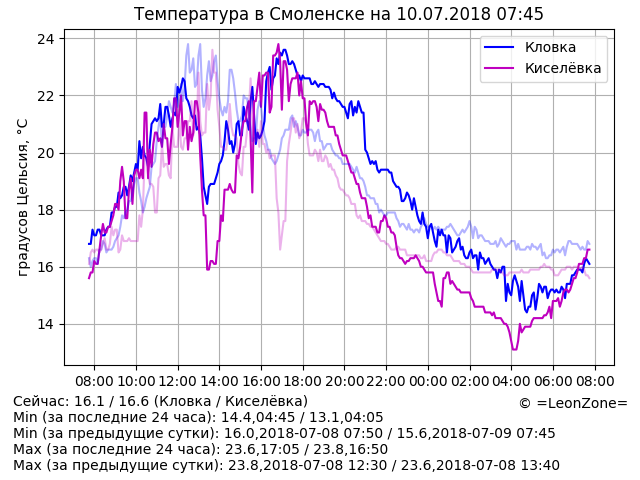 Температура в Смоленске на 10.07.2018 07:45
Кловка
Киселёвка
градусов Цельсия, °C
24
22
20
18
16
14
08:00 10:00 12:00 14:00 16:00 18:00 20:00 22:00 00:00 02:00 04:00 06:00 08:00
Сейчас: 16.1 / 16.6 (Кловка / Киселёвка)
© =LeonZone=
Min (за последние 24 часа): 14.4,04:45 / 13.1,04:05
Min (за предыдущие сутки): 16.0,2018-07-08 07:50 / 15.6,2018-07-09 07:45
Max (за последние 24 часа): 23.6,17:05 / 23.8,16:50
Max (за предыдущие сутки): 23.8,2018-07-08 12:30 / 23.6,2018-07-08 13:40